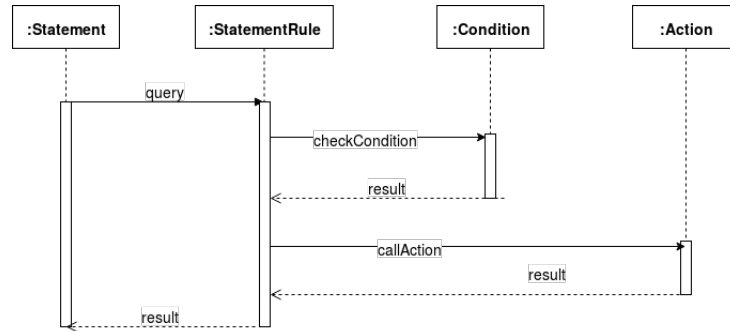 :Statement
:StatementRule
:Condition
:Action
query
checkCondition
result
callAction
result
result